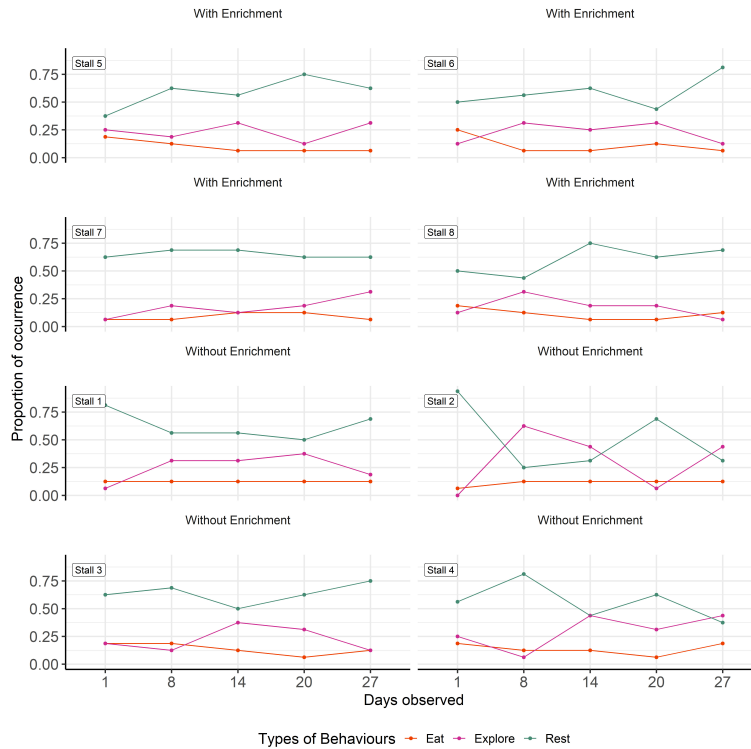 With Enrichment
With Enrichment
Stall 5
Stall 6
0.75
0.50
0.25
0.00
With Enrichment
With Enrichment
Stall 7
Stall 8
0.75
0.50
0.25
0.00
Without Enrichment
Without Enrichment
Stall 1
Stall 2
0.75
0.50
0.25
0.00
Without Enrichment
Without Enrichment
Stall 3
Stall 4
0.75
0.50
0.25
0.00
Proportion of occurrence
1 8 14 20 27
1 8 14 20 27
Days observed
Types of Behaviours Eat Explore Rest